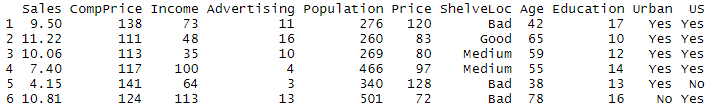 Sales CompPrice Income Advertising Population Price ShelveLoc Age Education Urban US
1 9.50 138 73 11 276 120 Bad 42 17 Yes Yes
2 11.22 111 48 16 260 83 Good 65 10 Yes Yes
3 10.06 113 35 10 269 80 Medium 59 12 Yes Yes
4 7.40 117 100 4 466 97 Medium 55 14 Yes Yes
5 4.15 141 64 3 340 128 Bad 38 13 Yes No
6 10.81 124 113 13 501 72 Bad 78 16 No Yes